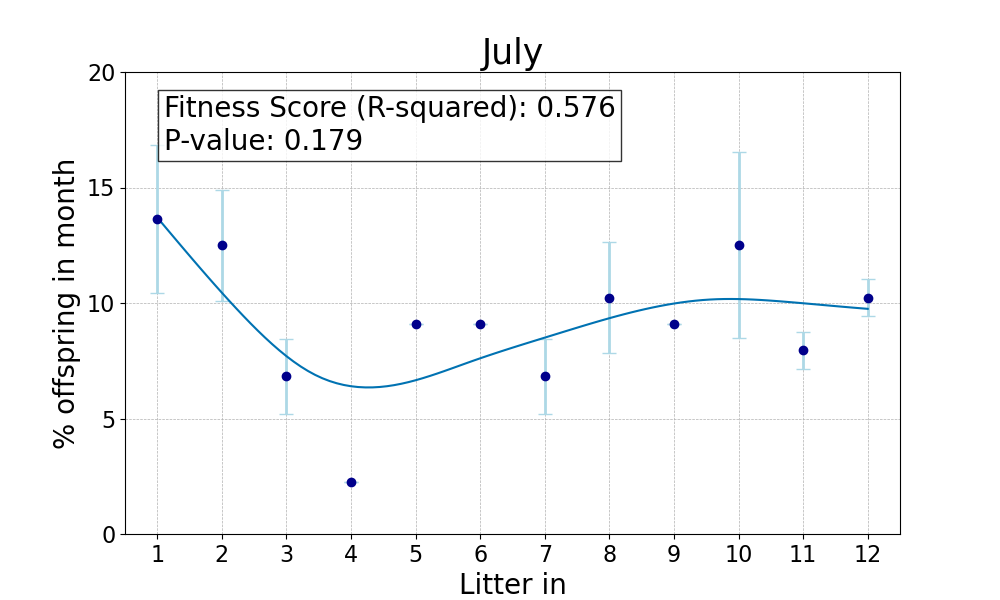 July
Fitness Score (R-squared): 0.576
P-value: 0.179
% offspring in month
20
15
10
5
0
1 2 3 4 5 6 7 8 9 10 11 12
Litter in